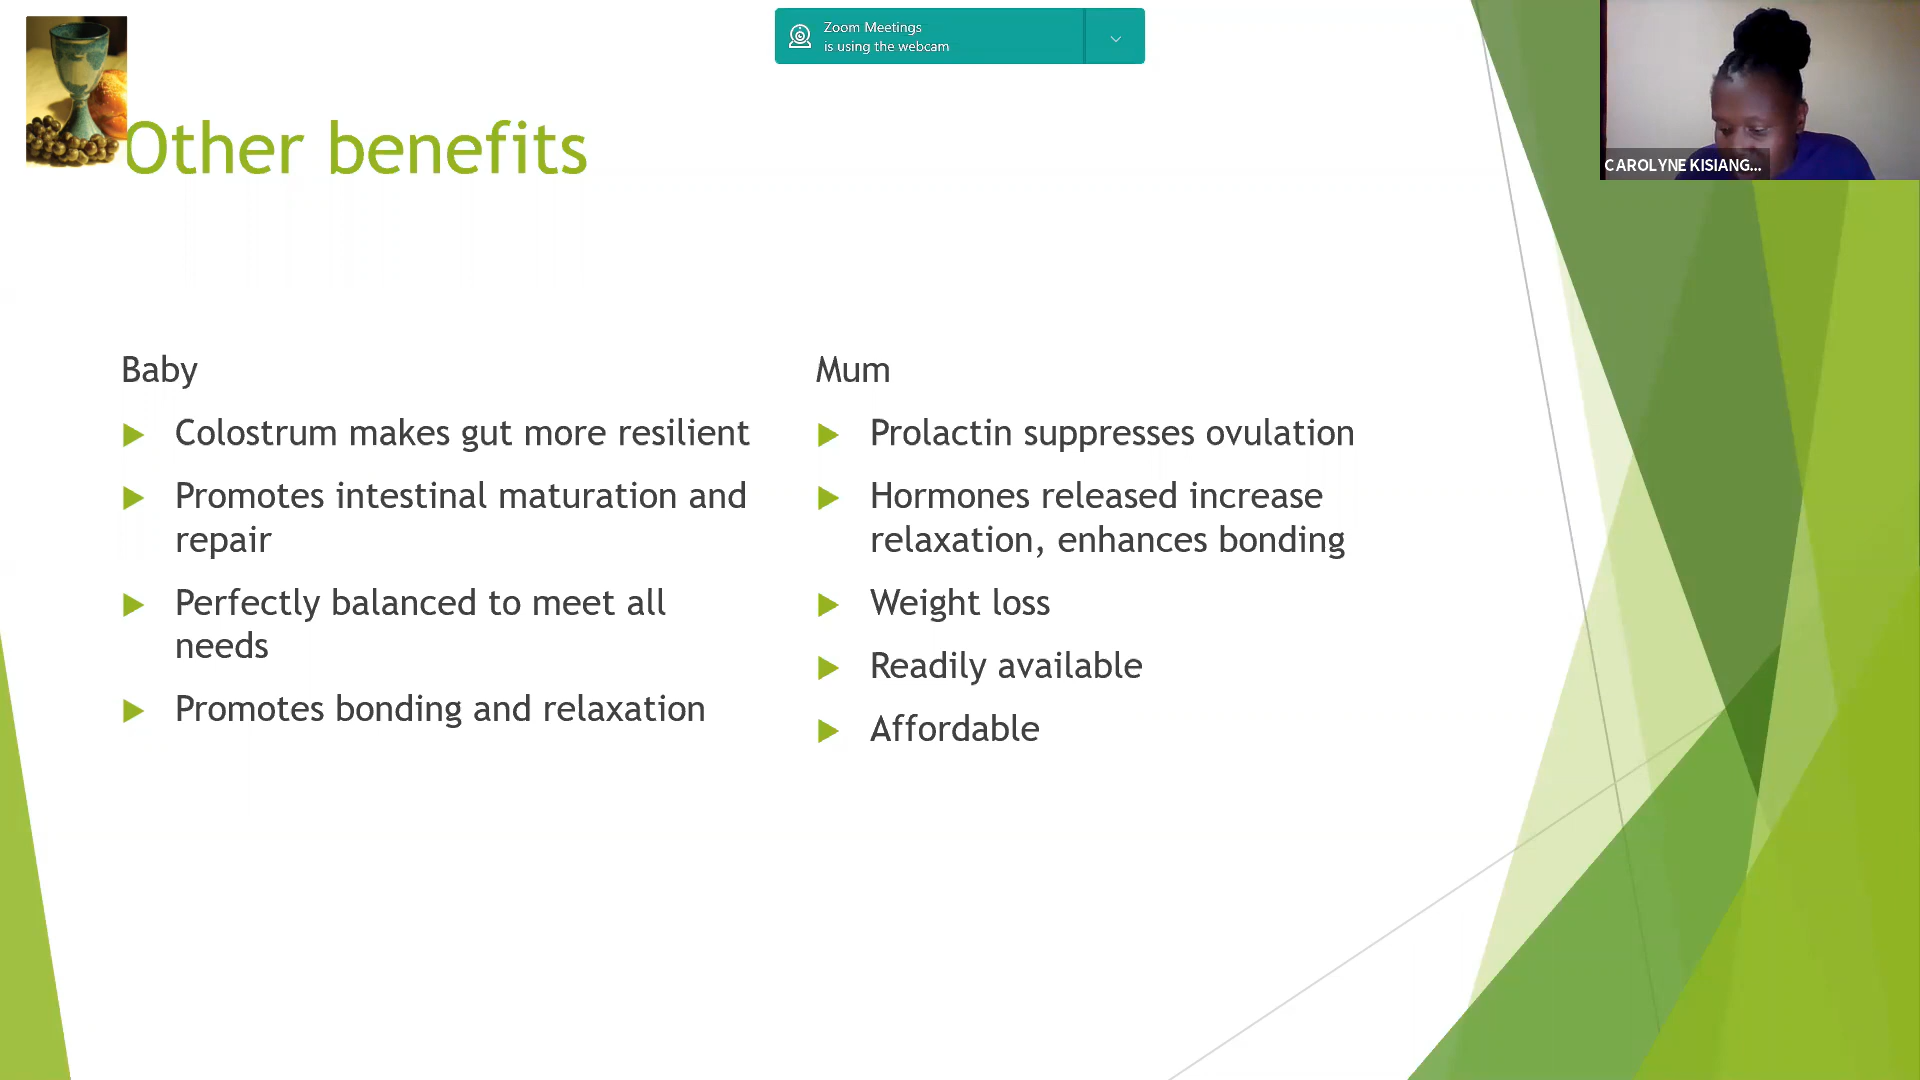 Zoom Meetings
is using the webcam
CAROLYNE KISIANG...
Other benefits
Baby
Colostrum makes gut more resilient
Promotes intestinal maturation and
repair
Perfectly balanced to meet all
needs
Promotes bonding and relaxation
Mum
Prolactin suppresses ovulation
Hormones released increase
relaxation, enhances bonding
Weight loss
Readily available
Affordable